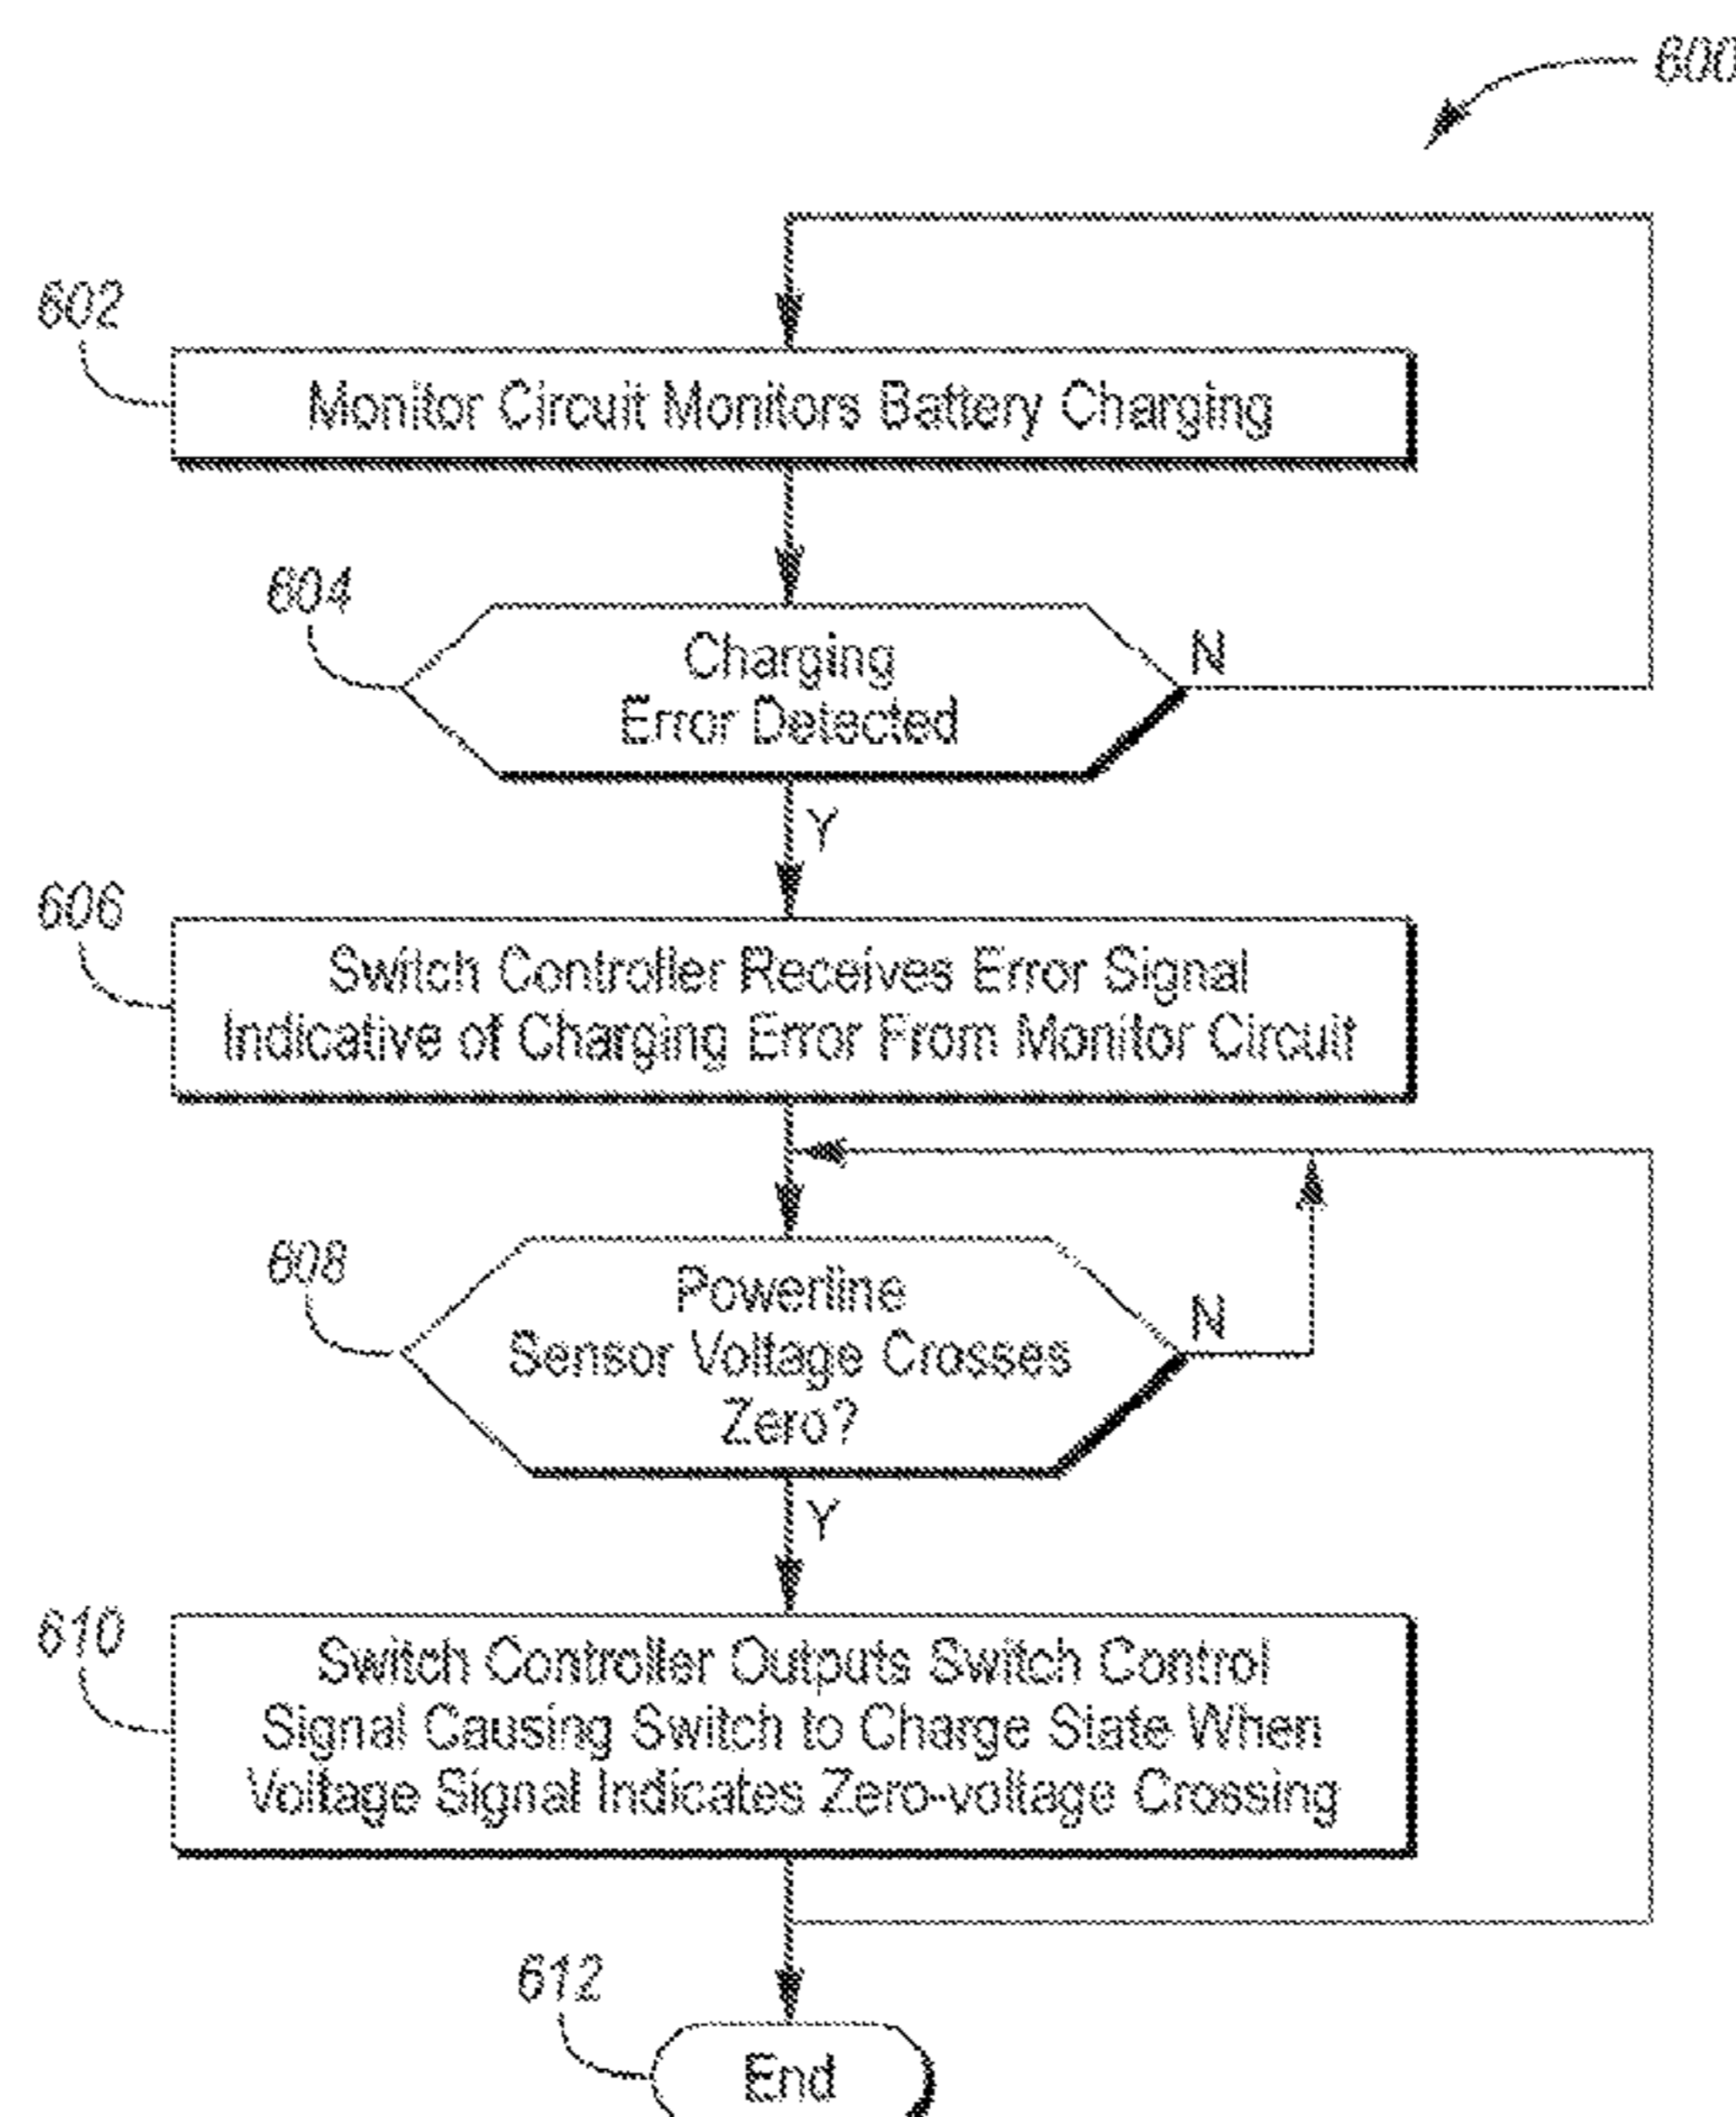 600
602
Monitor Circuit Monitors Battery Charging
604
Charging
Error Detected
N
Y
606
Switch Controller Receives Error Signal
Indicative of Charging Error From Monitor Circuit
608
Powerline
Sensor Voltage Crosses
Zero?
N
Y
610
Switch Controller Outputs Switch Control
Signal Causing Switch to Charge State When
Voltage Signal Indicates Zero-voltage Crossing
612
End